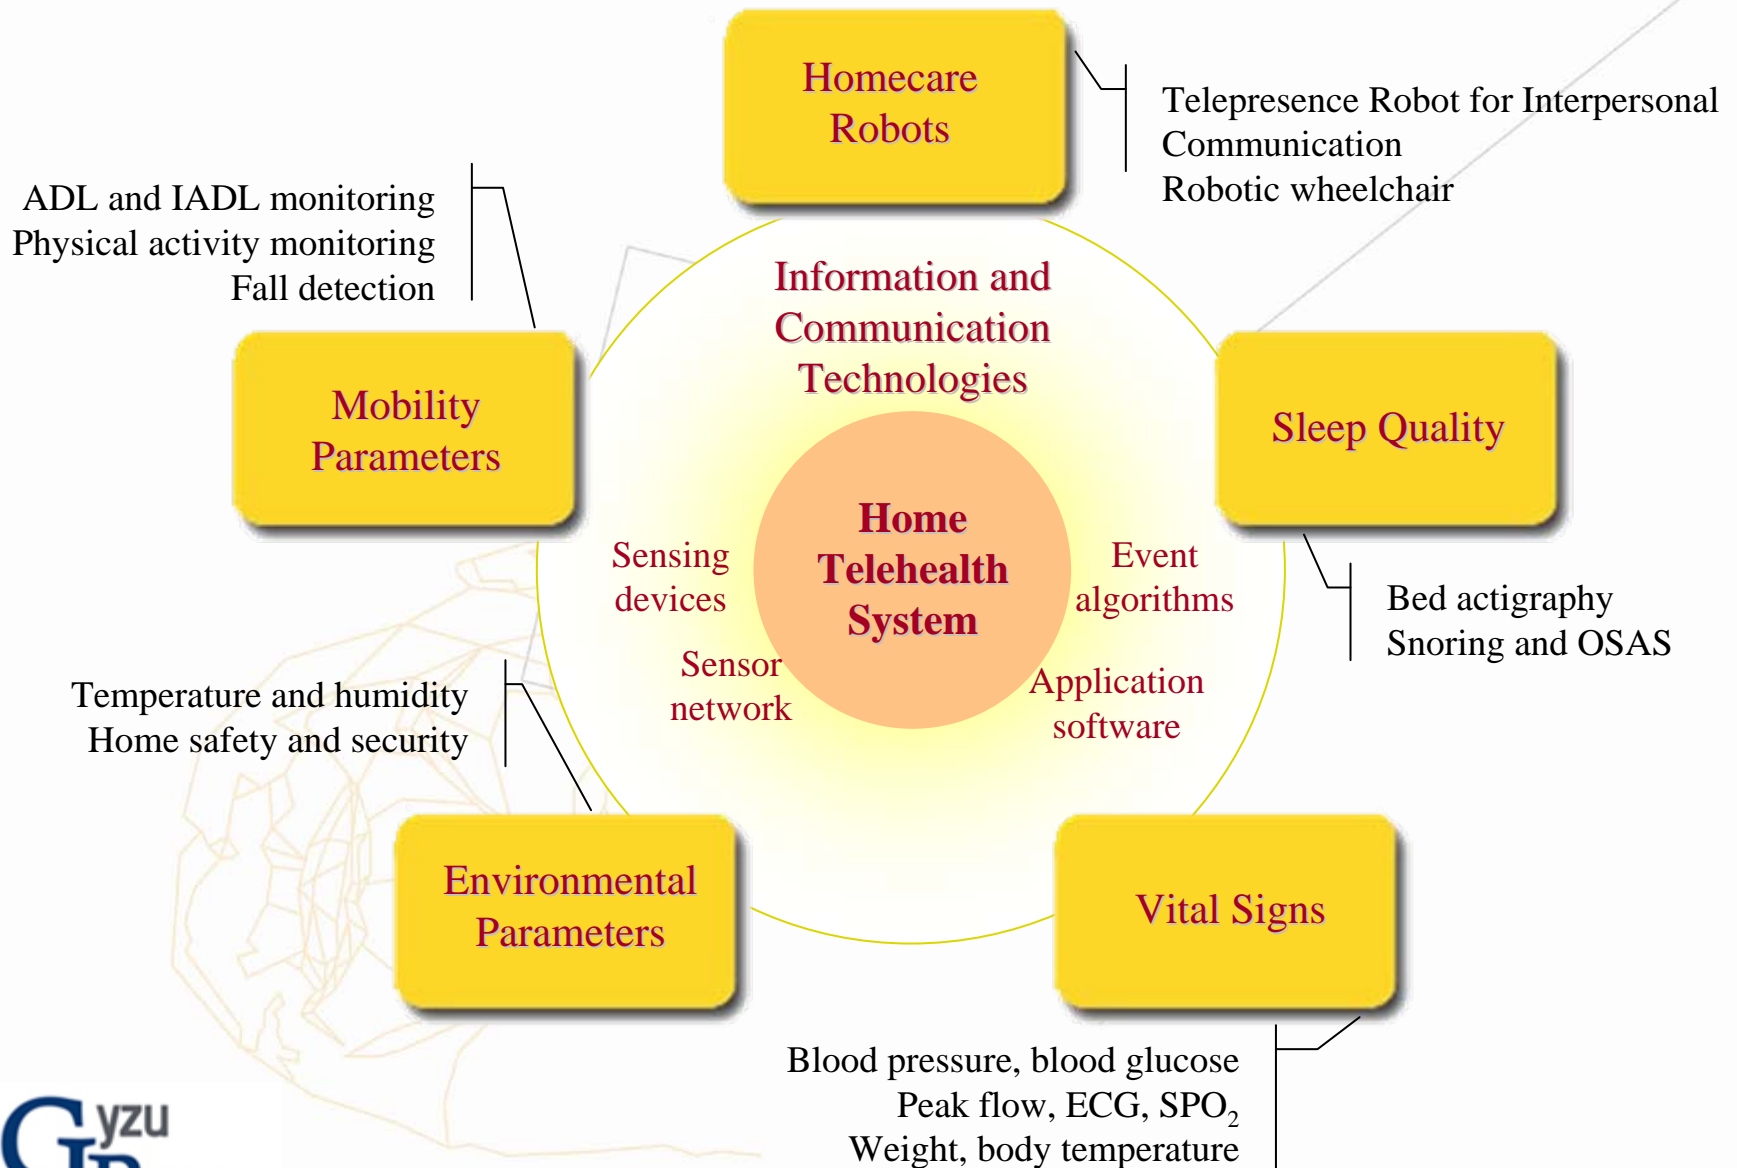 Homecare
Robots
Telepresence Robot for Interpersonal
Communication
Robotic wheelchair
ADL and IADL monitoring
Physical activity monitoring
Fall detection
Information and
Communication
Technologies
Mobility
Parameters
Sleep Quality
Home
Telehealth
System
Sensing
devices
Event
algorithms
Sensor
network
Application
software
Bed actigraphy
Snoring and OSAS
Temperature and humidity
Home safety and security
Environmental
Parameters
Vital Signs
Blood pressure, blood glucose
Peak flow, ECG, SPO₂
Weight, body temperature
G yzu